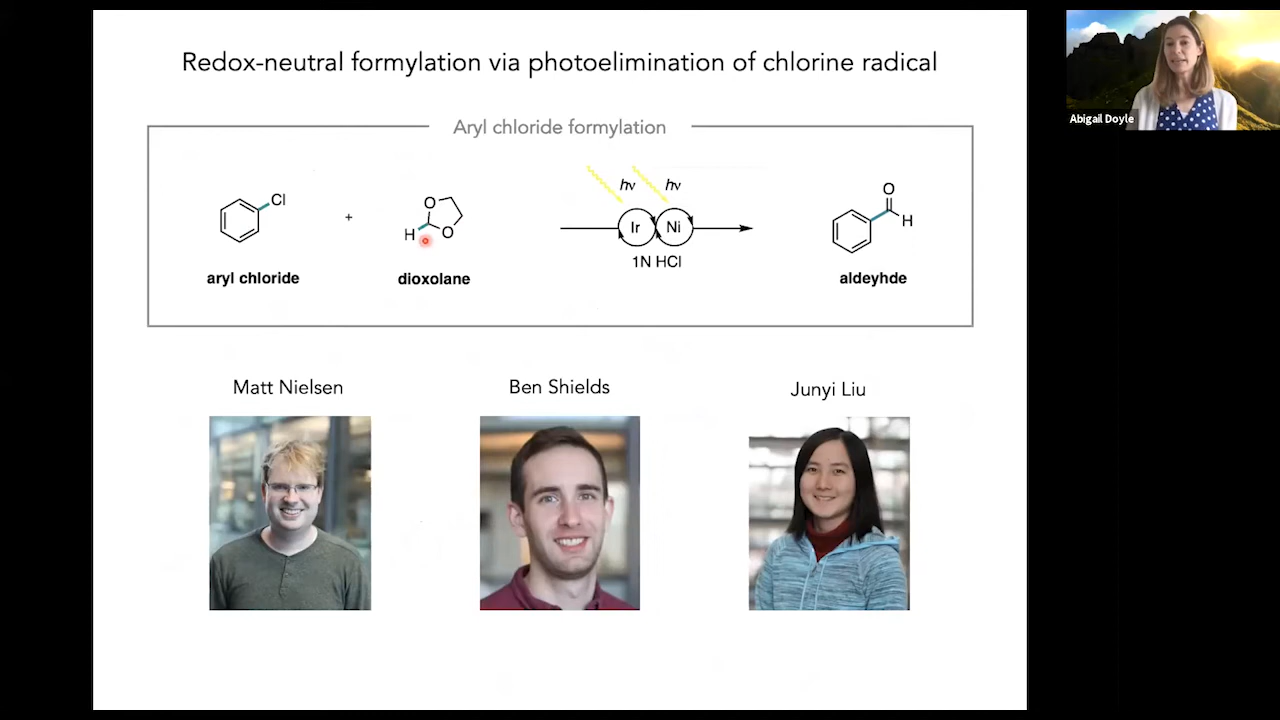 Redox-neutral formylation via photoelimination of chlorine radical
Aryl chloride formylation
Cl
+
O
O
H
hν
hν
Ir
Ni
1N HCl
O
H
aryl chloride
dioxolane
aldeyhde
Matt Nielsen
Ben Shields
Junyi Liu
Abigail Doyle